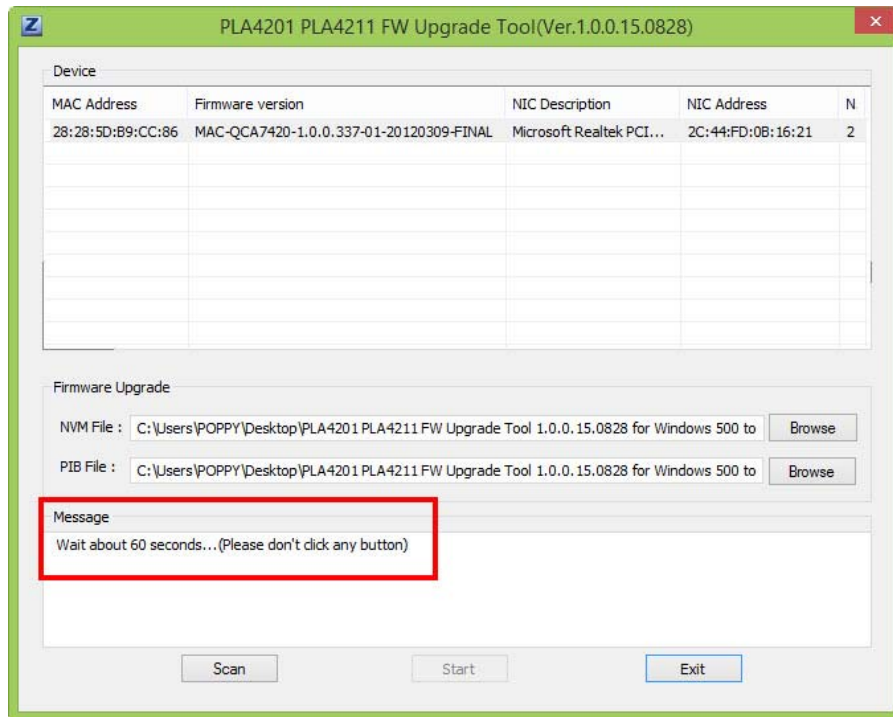 Z
PLA4201 PLA4211 FW Upgrade Tool(Ver.1.0.0.15.0828)
×
Device
MAC Address Firmware version NIC Description NIC Address N
28:28:5D:B9:CC:86 MAC-QCA7420-1.0.0.337-01-20120309-FINAL Microsoft Realtek PCI... 2C:44:FD:0B:16:21 2
Firmware Upgrade
NVM File : C:\Users\POPPY\Desktop\PLA4201 PLA4211 FW Upgrade Tool 1.0.0.15.0828 for Windows 500 to Browse
PIB File : C:\Users\POPPY\Desktop\PLA4201 PLA4211 FW Upgrade Tool 1.0.0.15.0828 for Windows 500 to Browse
Message
Wait about 60 seconds...(Please don't click any button)
Scan Start Exit